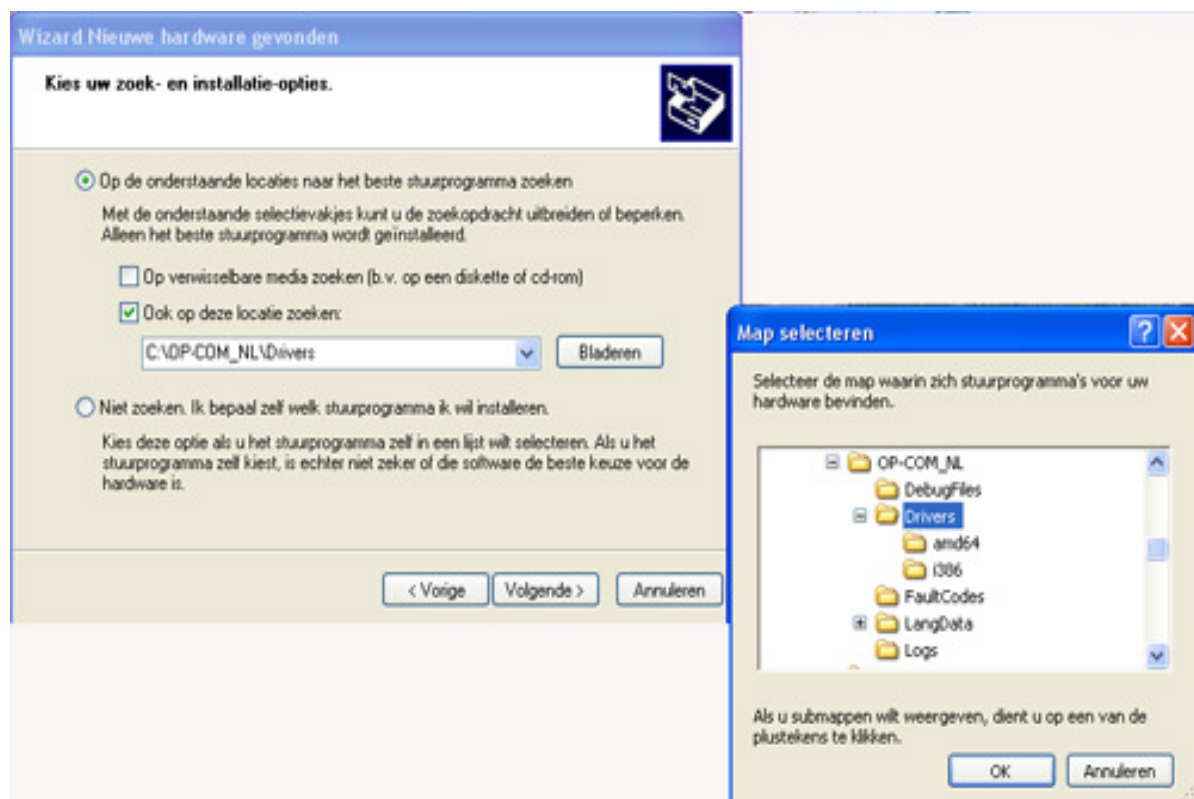 Wizard Nieuwe hardware gevonden
Kies uw zoek- en installatie-opties.
Op de onderstaande locaties naar het beste stuurprogramma zoeken
Met de onderstaande selectievakjes kunt u de zoekopdracht uitbreiden of beperken.
Alleen het beste stuurprogramma wordt geïnstalleerd.
Op verwisselbare media zoeken (b.v. op een diskette of cd-rom)
Ook op deze locatie zoeken:
C:\OP-COM_NL\Drivers
Bladeren
Niet zoeken. Ik bepaal zelf welk stuurprogramma ik wil installeren.
Kies deze optie als u het stuurprogramma zelf in een lijst wilt selecteren. Als u het
stuurprogramma zelf kiest, is echter niet zeker of die software de beste keuze voor de
hardware is.
< Vorige
Volgende >
Annuleren
Map selecteren
Selecteer de map waarin zich stuurprogramma's voor uw
hardware bevinden.
OP-COM_NL
DebugFiles
Drivers
amd64
i386
FaultCodes
LangData
Logs
Als u submappen wilt weergeven, dient u op een van de
plustekens te klikken.
OK
Annuleren